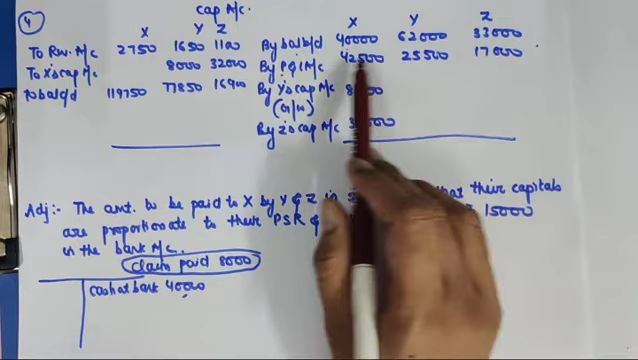 4
Cap A/c.
X Y Z X Y Z
To Rev. A/c 2750 1650 1100 By bal b/d 40000 62000 33000
To X's cap A/c 8000 32000 By P&L A/c 42500 25500 17000
To bal c/d 119750 77850 16900 By Y's cap A/c
(G/W)
By Z's cap A/c
Adj:- The amt. to be paid to X by Y & Z in that their capitals
are proportionate to their PSR & 15000
in the bank A/c.
claim paid 8000
cash at bank 40000